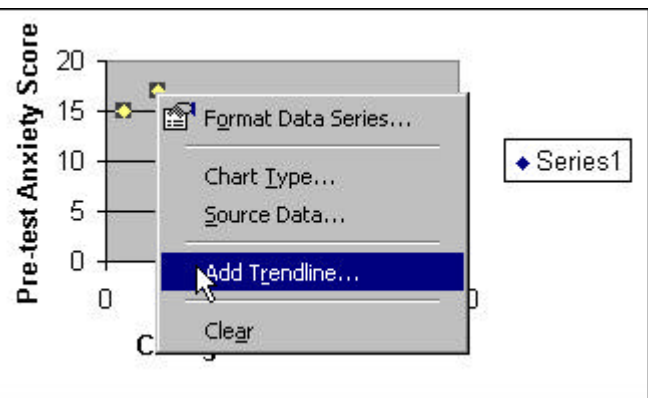 Pre-test Anxiety Score
20
15
10
5
0
0
0
Format Data Series...
Chart Type...
Source Data...
Add Trendline...
Clear
Series1